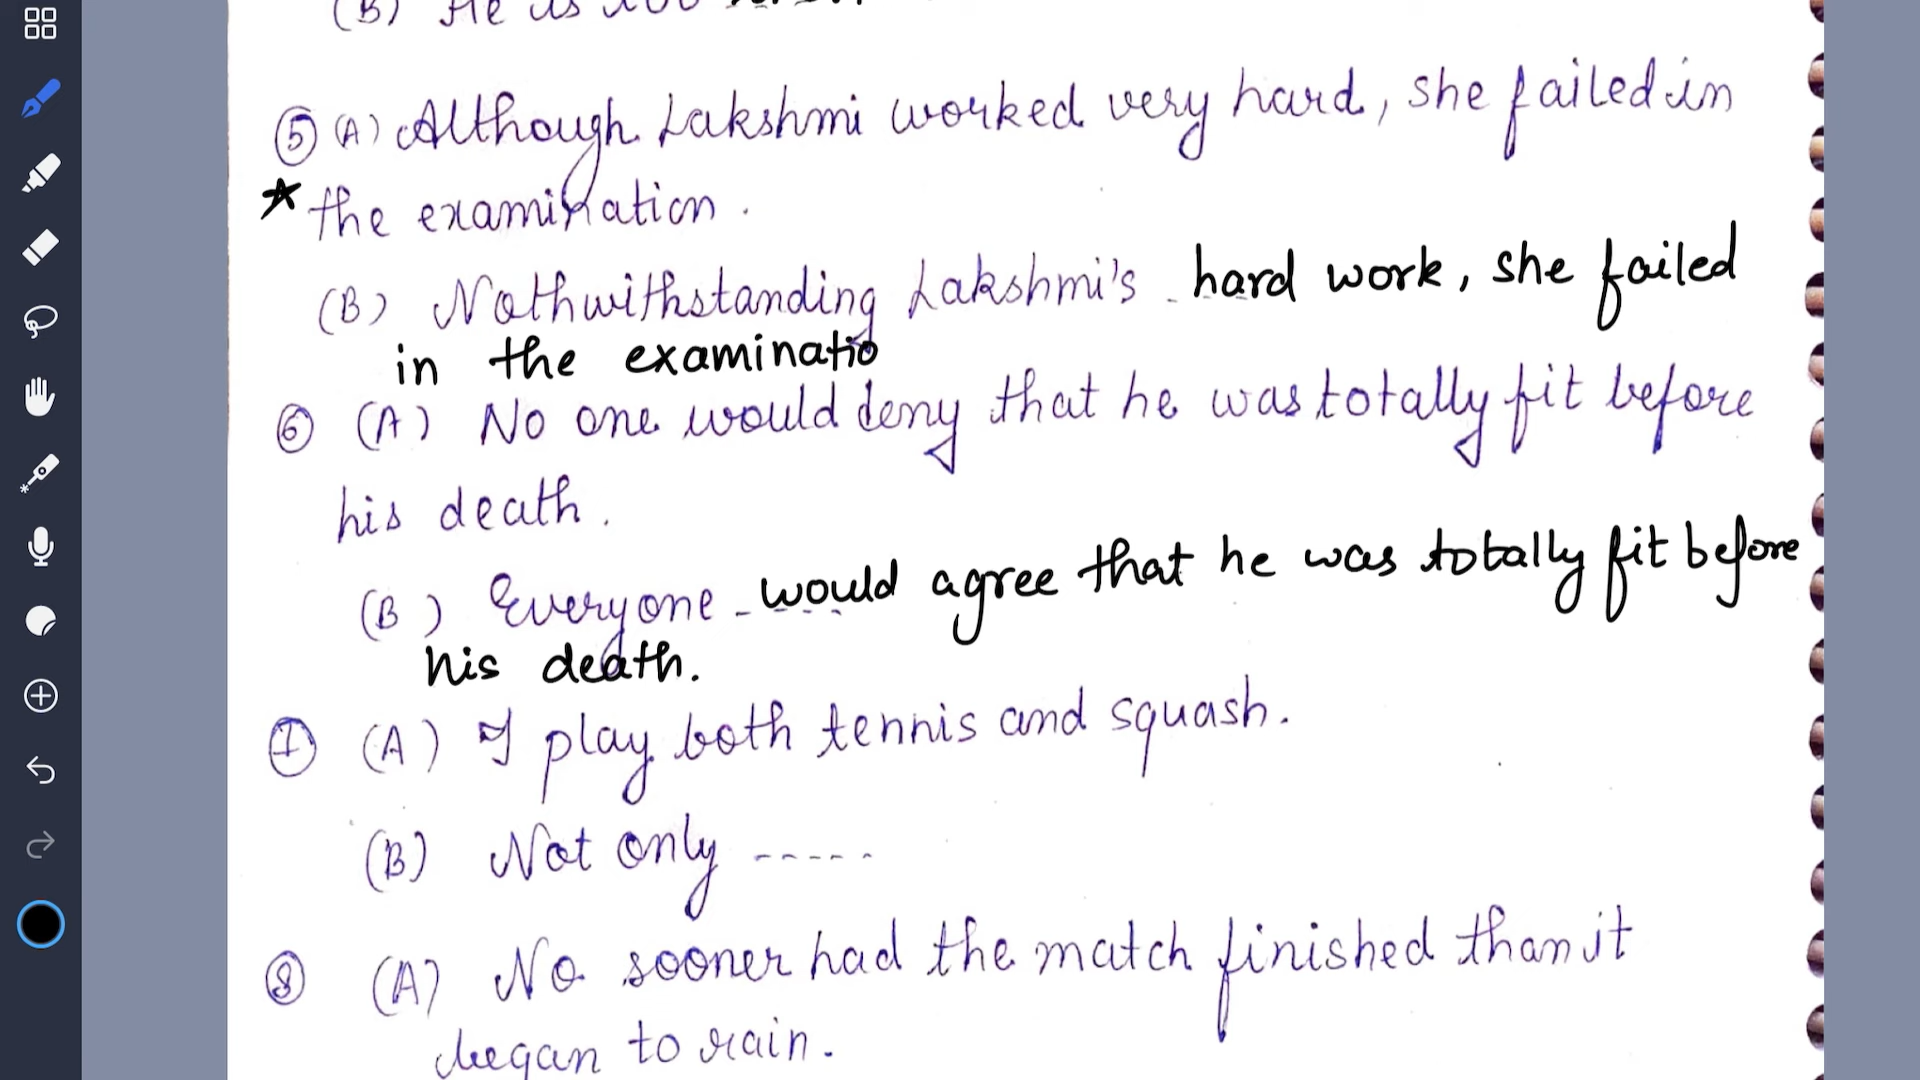 (B) He is too
(5) (A) Although Lakshmi worked very hard, she failed in
* the examination.
(B) Nothwithstanding Lakshmi's hard work, she failed
in the examinatio
(6) (A) No one would deny that he was totally fit before
his death.
(B) Everyone would agree that he was totally fit before
his death.
(7) (A) I play both tennis and squash.
(B) Not only -----
(8) (A) No sooner had the match finished than it
began to rain.